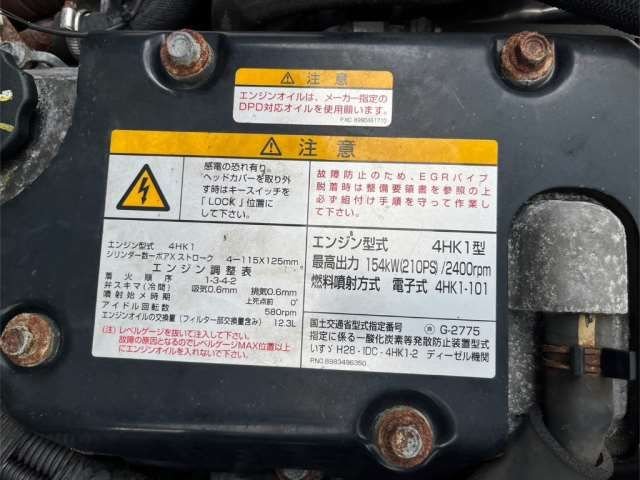 注意
エンジンオイルは、メーカー指定の
DPD対応オイルを使用願います。
P.NO. 8980461770
注意
感電の恐れ有り。
ヘッドカバーを取り外
す時はキースイッチを
「LOCK」位置に
して下さい。
故障防止のため、EGRパイプ
脱着時は整備要領書を参照の上
必ず組付け手順を守って作業
して下さい。
エンジン型式 4HK1
シリンダー数-ボアXストローク 4-115X125mm
エンジン調整表
着火順序 1-3-4-2
弁スキマ(冷間) 吸気0.6mm 排気0.6mm
噴射始メ時期 上死点前 0°
アイドル回転数 580rpm
エンジンオイルの交換量(フィルター部交換量含み) 12.3L
(注)レベルゲージを抜いて注入して下さい。
故障の原因となるのでレベルゲージMAX位置以上
にエンジンオイルを入れないで下さい。
エンジン型式 4HK1型
最高出力 154kW(210PS)/2400rpm
燃料噴射方式 電子式 4HK1-101
国土交通省型式指定番号 G-2775
指定に係る一酸化炭素等発散防止装置型式
いすゞH28-IDC-4HK1-2 ディーゼル機関
P.NO.8983496350